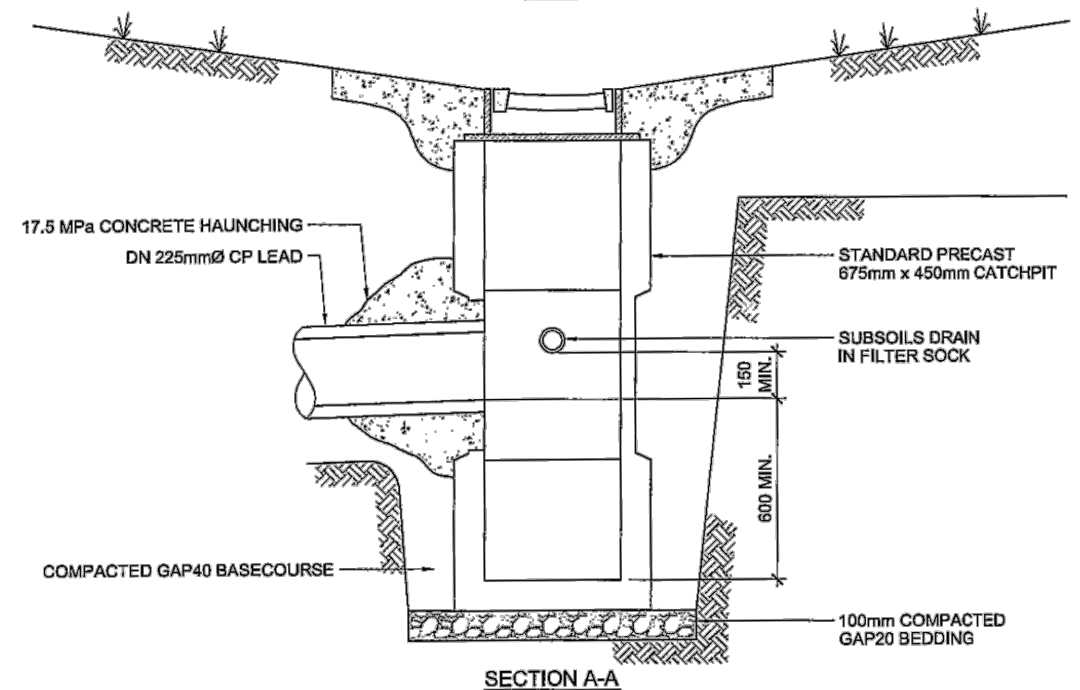 17.5 MPa CONCRETE HAUNCHING
DN 225mmØ CP LEAD
STANDARD PRECAST
675mm x 450mm CATCHPIT
SUBSOILS DRAIN
IN FILTER SOCK
150
MIN.
600 MIN.
COMPACTED GAP40 BASECOURSE
100mm COMPACTED
GAP20 BEDDING
SECTION A-A